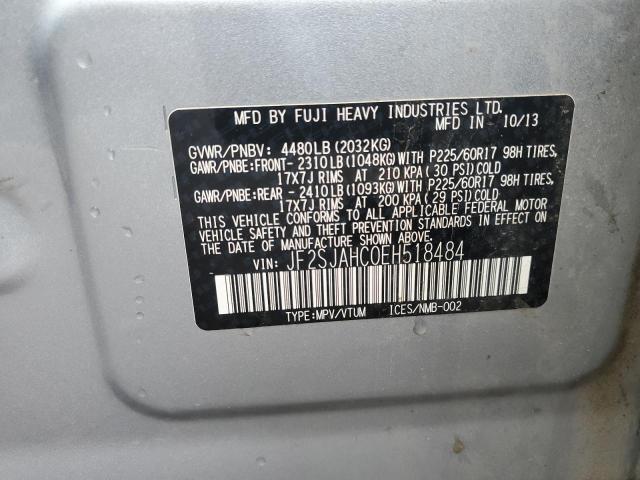 MFD BY FUJI HEAVY INDUSTRIES LTD.
MFD IN 10/13
GVWR/PNBV: 4480LB(2032KG)
GAWR/PNBE:FRONT- 2310LB(1048KG)WITH P225/60R17 98H TIRES,
17X7J RIMS AT 210 KPA(30 PSI)COLD
GAWR/PNBE:REAR - 2410LB(1093KG)WITH P225/60R17 98H TIRES,
17X7J RIMS AT 200 KPA(29 PSI)COLD
THIS VEHICLE CONFORMS TO ALL APPLICABLE FEDERAL MOTOR
VEHICLE SAFETY AND THEFT PREVENTION STANDARDS IN EFFECT ON
THE DATE OF MANUFACTURE SHOWN ABOVE.
VIN: JF2SJAHC0EH518484
TYPE:MPV/VTUM ICES/NMB-002